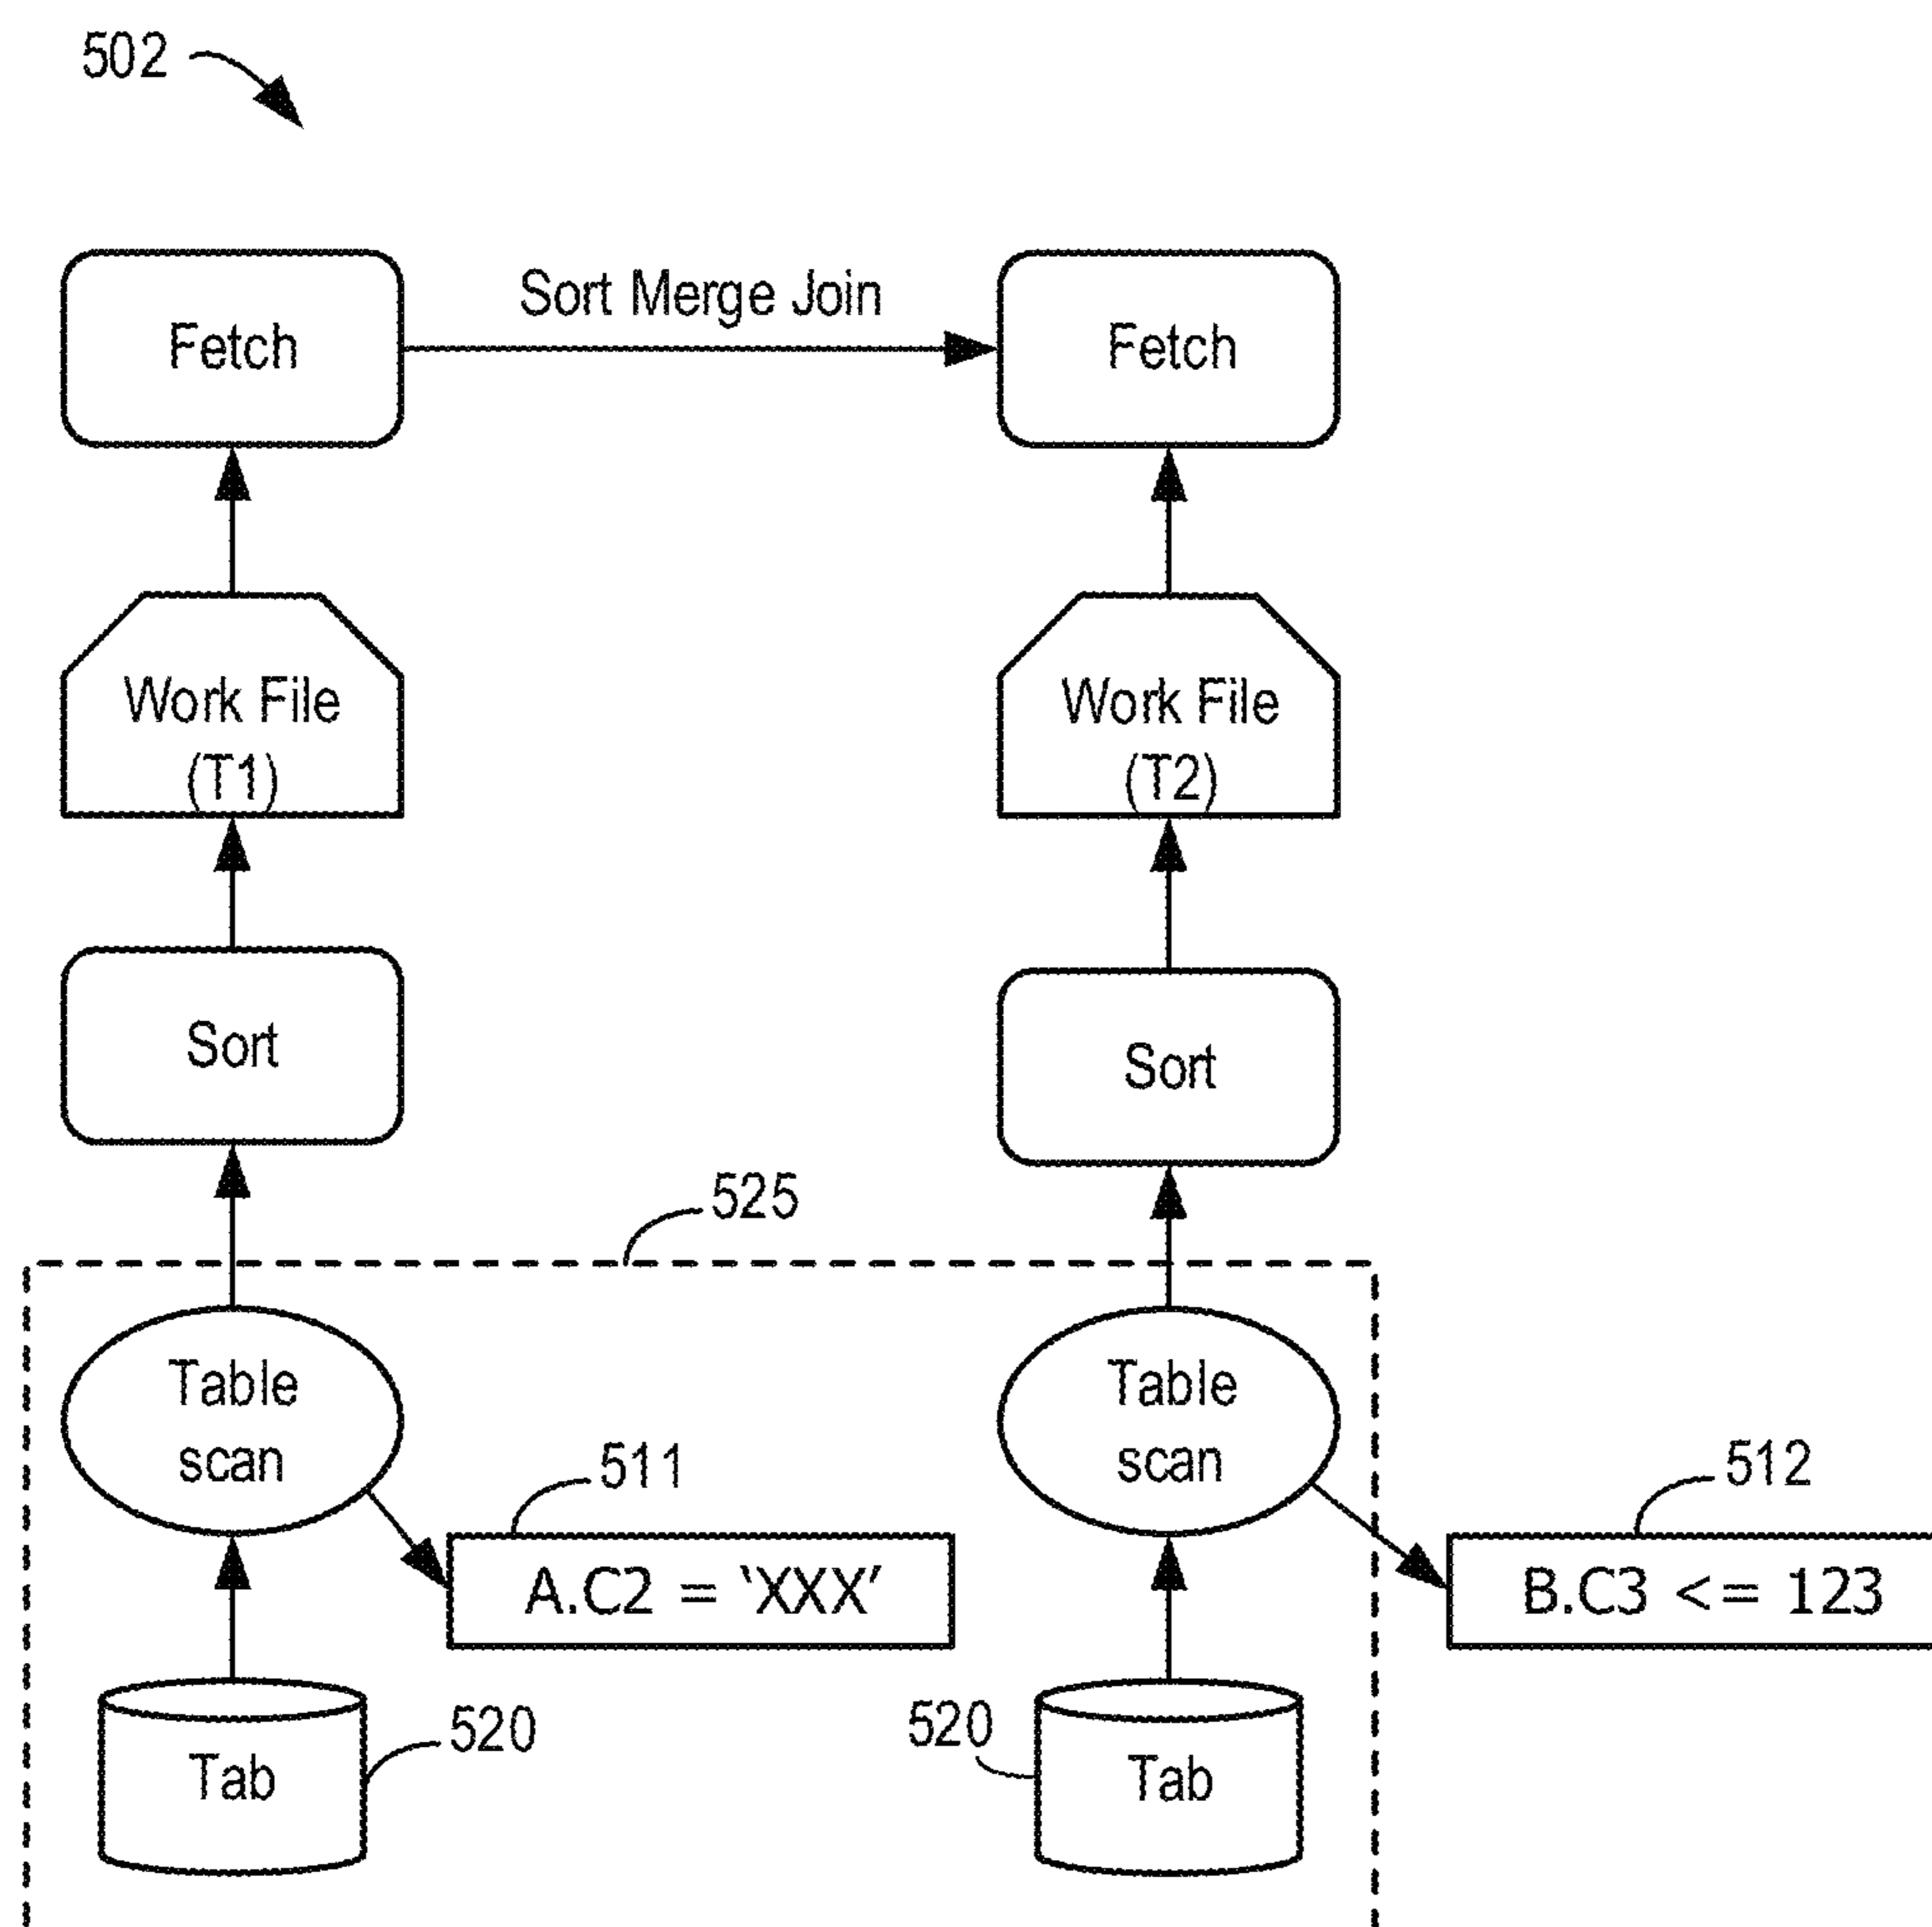 502
Sort Merge Join
Fetch
Fetch
Work File
(T1)
Work File
(T2)
Sort
Sort
525
Table
scan
Table
scan
511
512
A.C2 = ‘XXX’
B.C3 <= 123
520
520
Tab
Tab